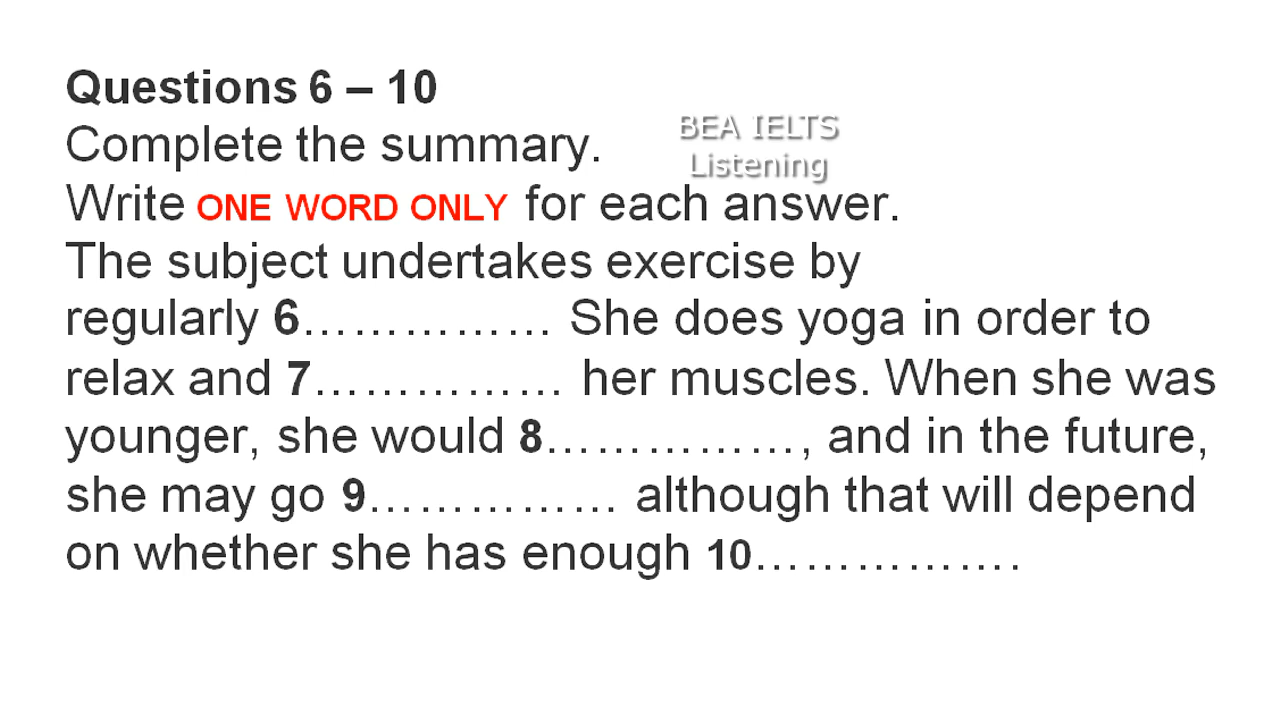 Questions 6 – 10
BEA IELTS
Listening
Complete the summary.
Write ONE WORD ONLY for each answer.
The subject undertakes exercise by
regularly 6…………… She does yoga in order to
relax and 7…………… her muscles. When she was
younger, she would 8……………, and in the future,
she may go 9…………… although that will depend
on whether she has enough 10…………….